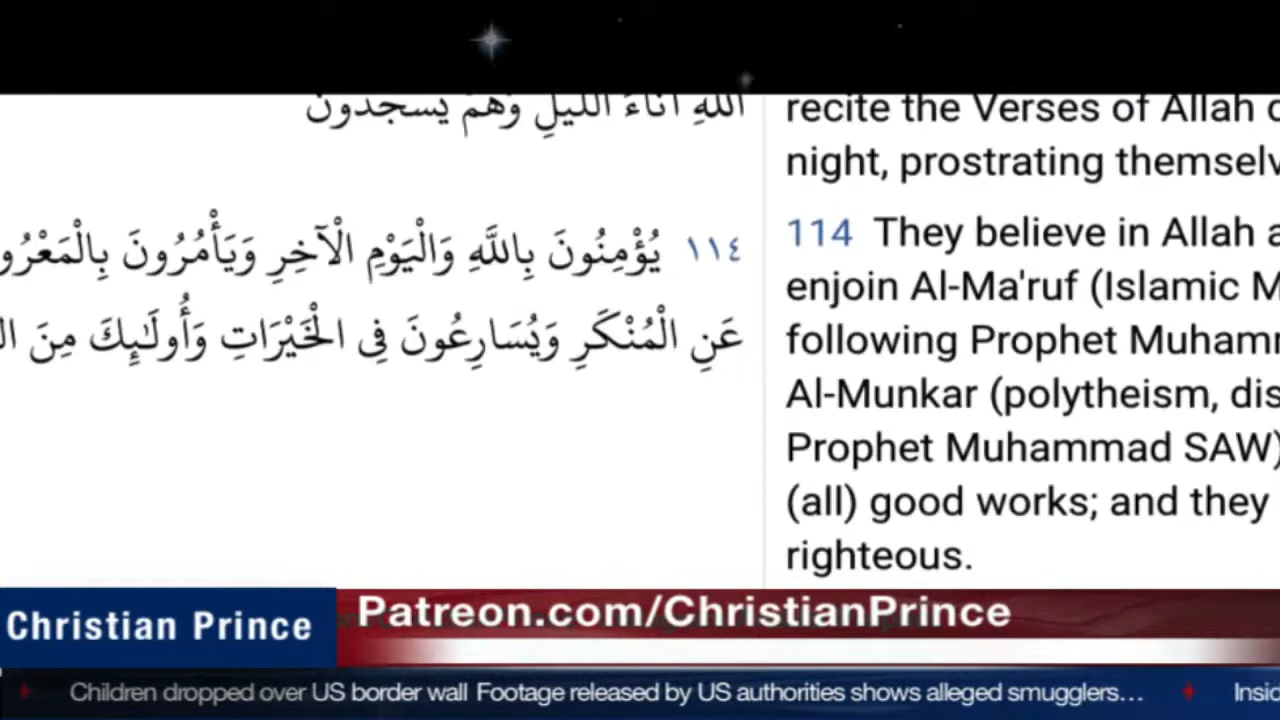 اللَّهِ آنَاءَ اللَّيْلِ وَهُمْ يَسْجُدُونَ
١١٤ يُؤْمِنُونَ بِاللَّهِ وَالْيَوْمِ الْآخِرِ وَيَأْمُرُونَ
عَنِ الْمُنْكَرِ وَيُسَارِعُونَ فِي الْخَيْرَاتِ وَأُولَٰئِكَ مِنَ
recite the Verses of Allah
night, prostrating
114 They believe in Allah
enjoin Al-Ma'ruf (Islamic
following Prophet
Al-Munkar (polytheism,
Prophet Muhammad SAW)
(all) good works; and they
righteous.
Christian Prince
Patreon.com/ChristianPrince
Children dropped over US border wall Footage released by US authorities shows alleged smugglers...